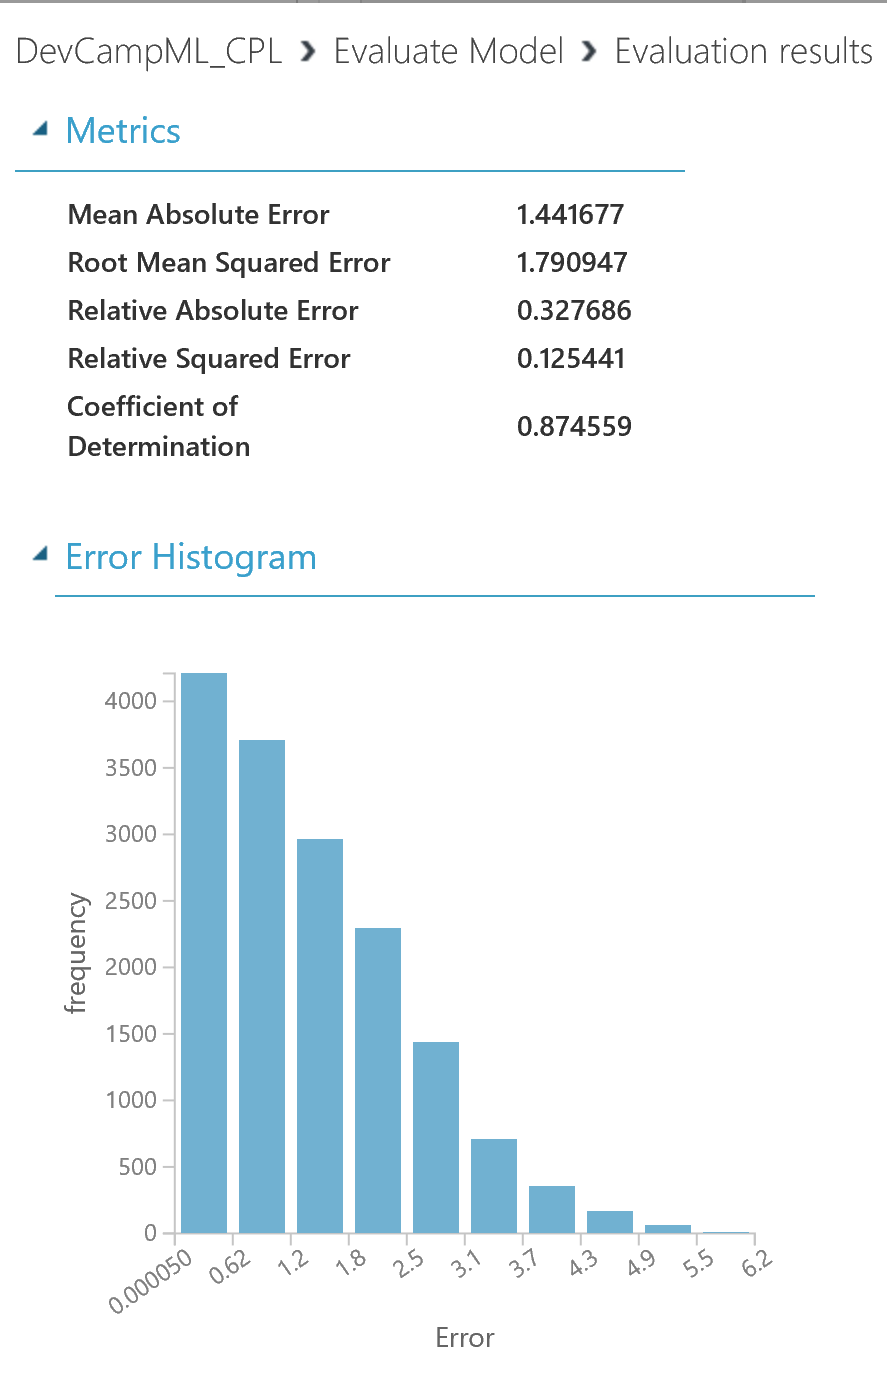 DevCampML_CPL › Evaluate Model › Evaluation results
Metrics
Mean Absolute Error 1.441677
Root Mean Squared Error 1.790947
Relative Absolute Error 0.327686
Relative Squared Error 0.125441
Coefficient of
Determination 0.874559
Error Histogram
4000
3500
3000
2500
2000
1500
1000
500
0
frequency
0.000050 0.62 1.2 1.8 2.5 3.1 3.7 4.3 4.9 5.5 6.2
Error